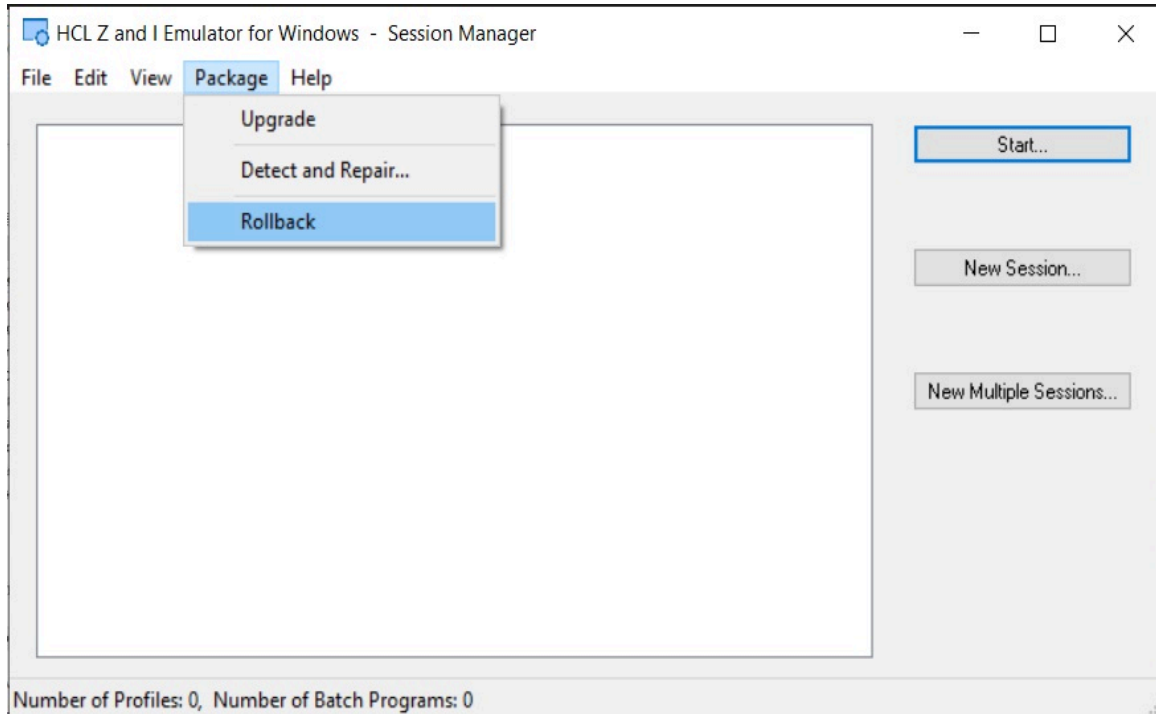 HCL Z and I Emulator for Windows - Session Manager
File Edit View Package Help
Upgrade
Detect and Repair...
Rollback
Start...
New Session...
New Multiple Sessions...
Number of Profiles: 0, Number of Batch Programs: 0